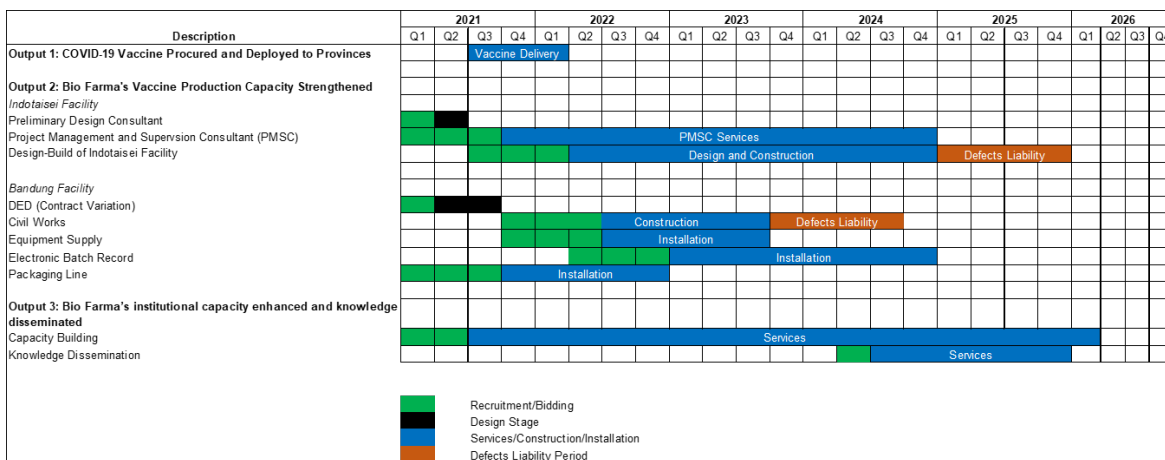 2021 2022 2023 2024 2025 2026
Description Q1 Q2 Q3 Q4 Q1 Q2 Q3 Q4 Q1 Q2 Q3 Q4 Q1 Q2 Q3 Q4 Q1 Q2 Q3 Q4 Q1 Q2 Q3 Q4
Output 1: COVID-19 Vaccine Procured and Deployed to Provinces Vaccine Delivery
Output 2: Bio Farma's Vaccine Production Capacity Strengthened
Indotaisei Facility
Preliminary Design Consultant
Project Management and Supervsion Consultant (PMSC) PMSC Services
Design-Build of Indotaisei Facility Design and Construction Defects Liability
Bandung Facility
DED (Contract Variation)
Civil Works Construction Defects Liability
Equipment Supply Installation
Electronic Batch Record Installation
Packaging Line Installation
Output 3: Bio Farma's institutional capacity enhanced and knowledge
disseminated
Capacity Building Services
Knowledge Dissemination Services
Recruitment/Bidding
Design Stage
Services/Construction/Installation
Defects Liability Period